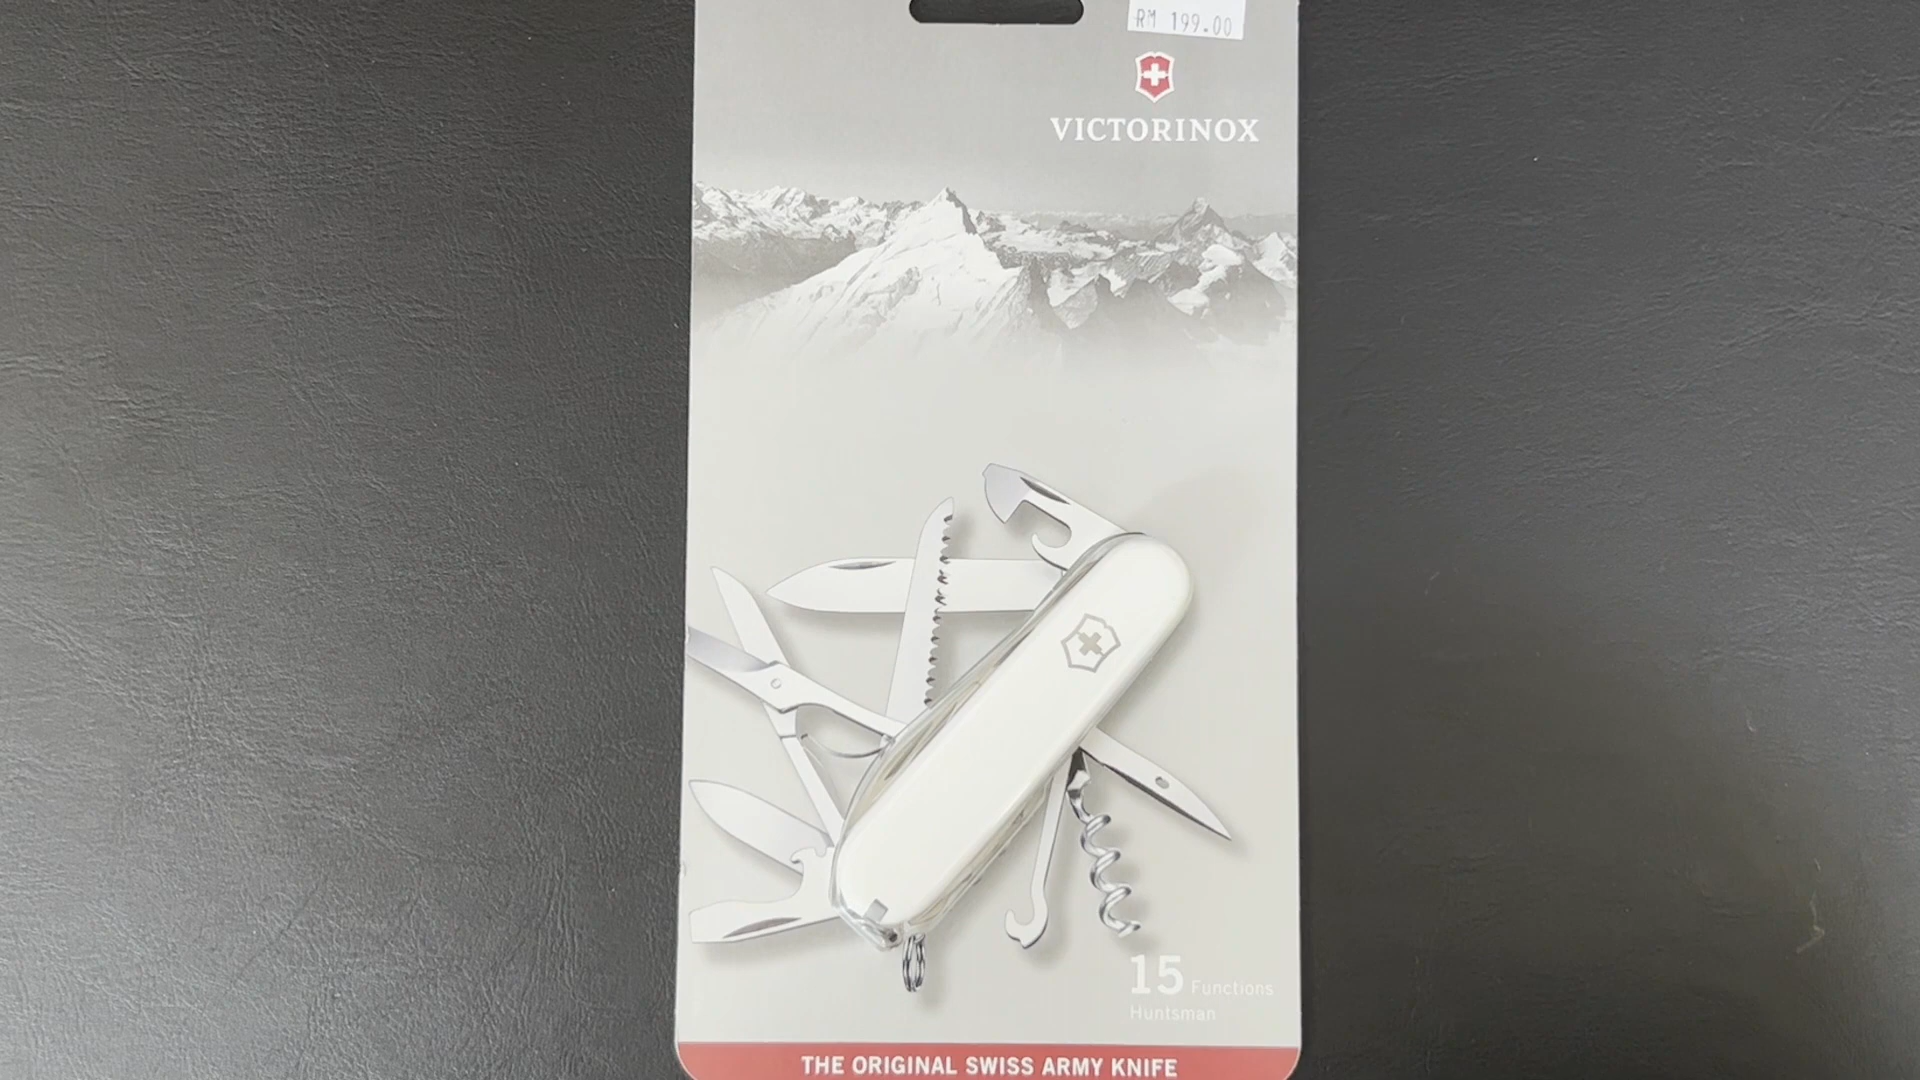 RM 199.00
VICTORINOX
15 Functions
Huntsman
THE ORIGINAL SWISS ARMY KNIFE